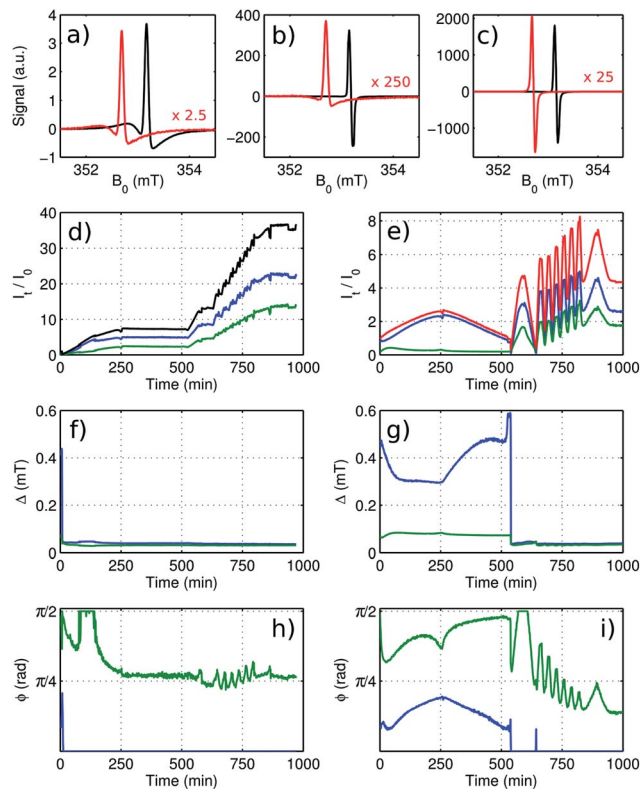 a) b) c)
4 3 2 1 0 −1
400 200 0 −200
2000 1000 0 −1000
Signal (a.u.)
x 2.5 x 250 x 25
352 354 352 354 352 354
B0 (mT) B0 (mT) B0 (mT)
d) e)
40 30 20 10 0
8 6 4 2 0
It / I0 It / I0
0 250 500 750 1000 0 250 500 750 1000
Time (min) Time (min)
f) g)
0.6 0.4 0.2 0
0.6 0.4 0.2 0
Δ (mT) Δ (mT)
0 250 500 750 1000 0 250 500 750 1000
Time (min) Time (min)
h) i)
π/2 π/4
π/2 π/4
ϕ (rad) ϕ (rad)
0 250 500 750 1000 0 250 500 750 1000
Time (min) Time (min)